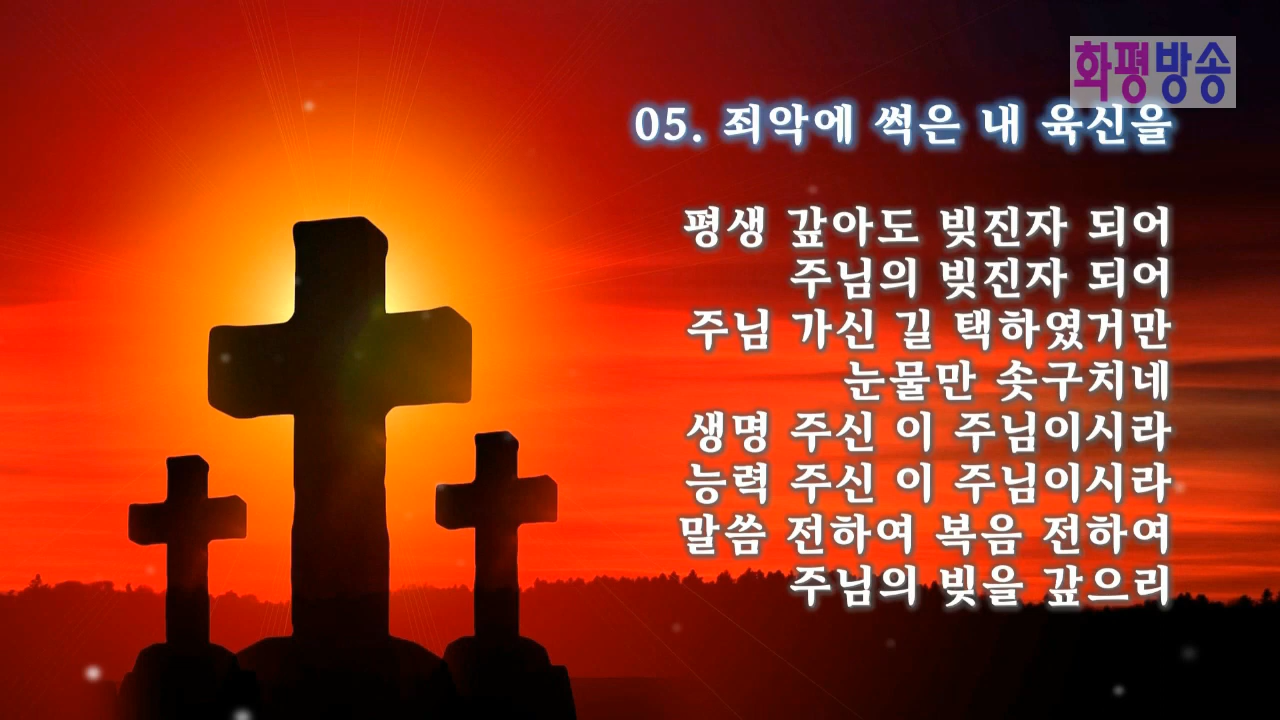 화평방송
05. 죄악에 썩은 내 육신을
평생 갚아도 빚진자 되어
주님의 빚진자 되어
주님 가신 길 택하였거만
눈물만 솟구치네
생명 주신 이 주님이시라
능력 주신 이 주님이시라
말씀 전하여 복음 전하여
주님의 빚을 갚으리